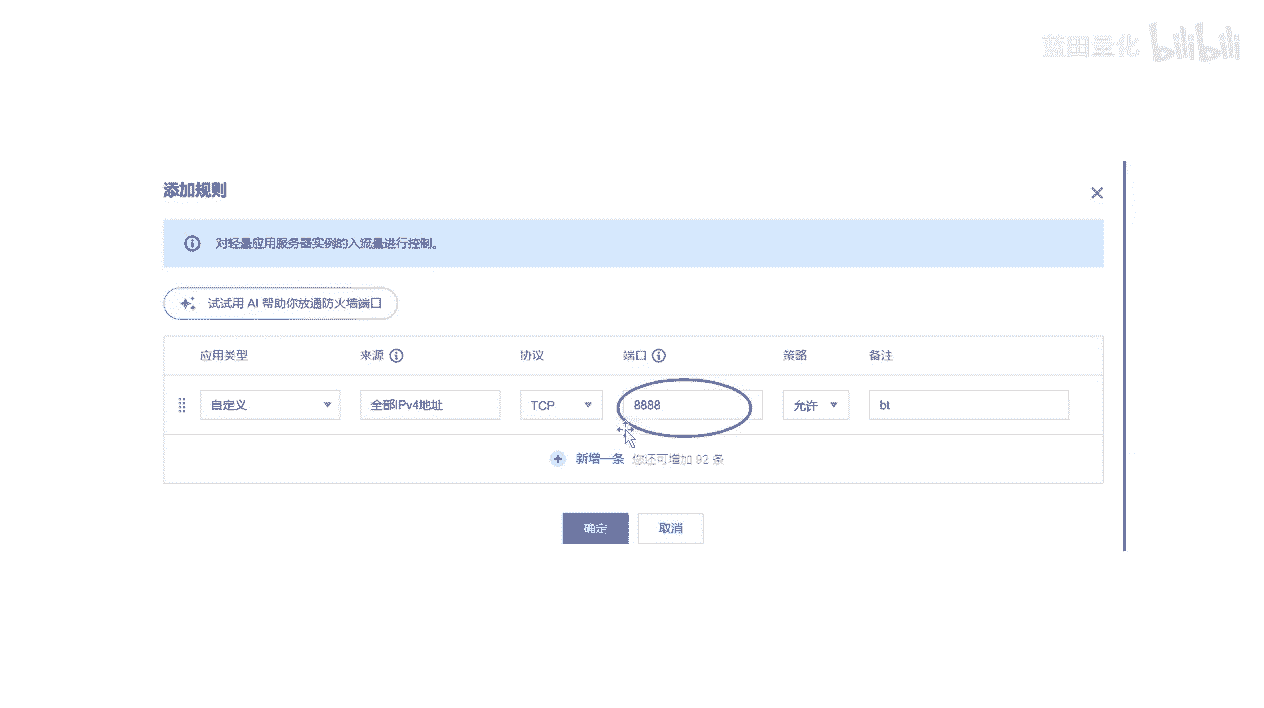 蓝田量化 bilibili
添加规则
对轻量应用服务器实例的入流量进行控制。
试试用 AI 帮助你放通防火墙端口
应用类型 来源 协议 端口 策略 备注
自定义 全部IPv4地址 TCP 8888 允许 bt
新增一条 您还可增加 92 条
确定 取消